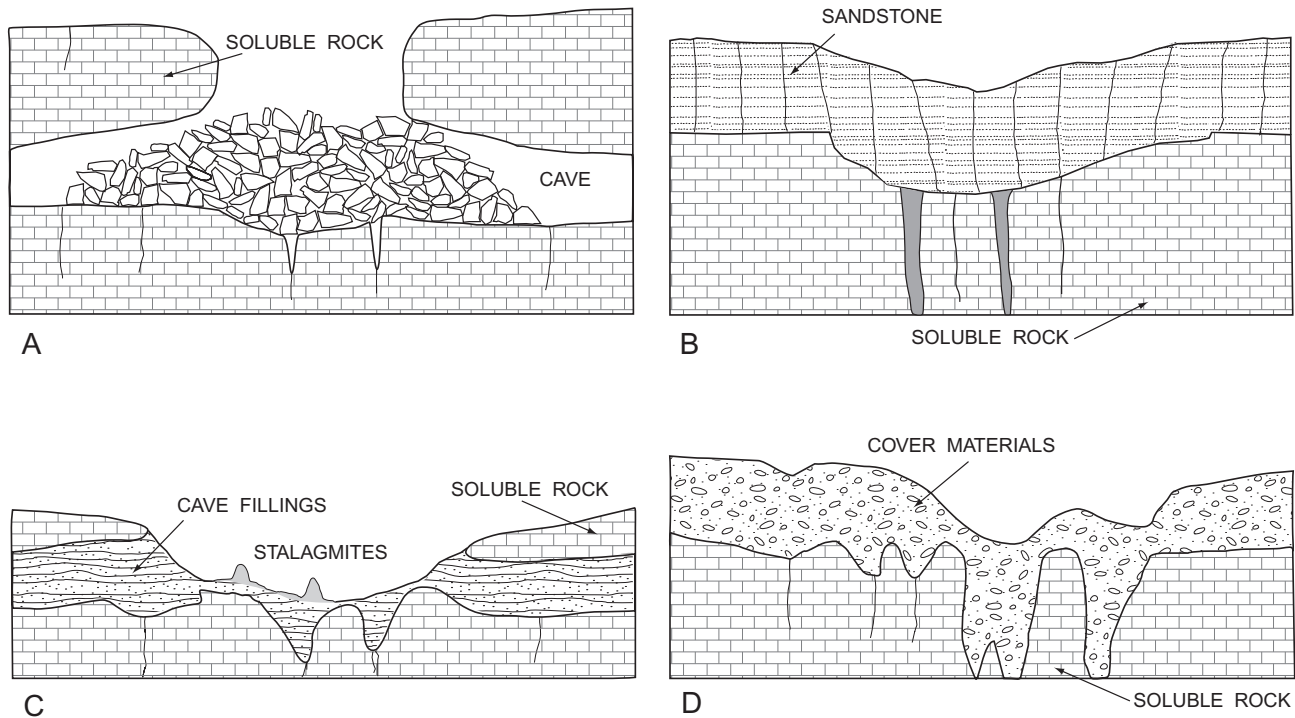 SOLUBLE ROCK
CAVE
A
SANDSTONE
SOLUBLE ROCK
B
CAVE FILLINGS
SOLUBLE ROCK
STALAGMITES
C
COVER MATERIALS
SOLUBLE ROCK
D